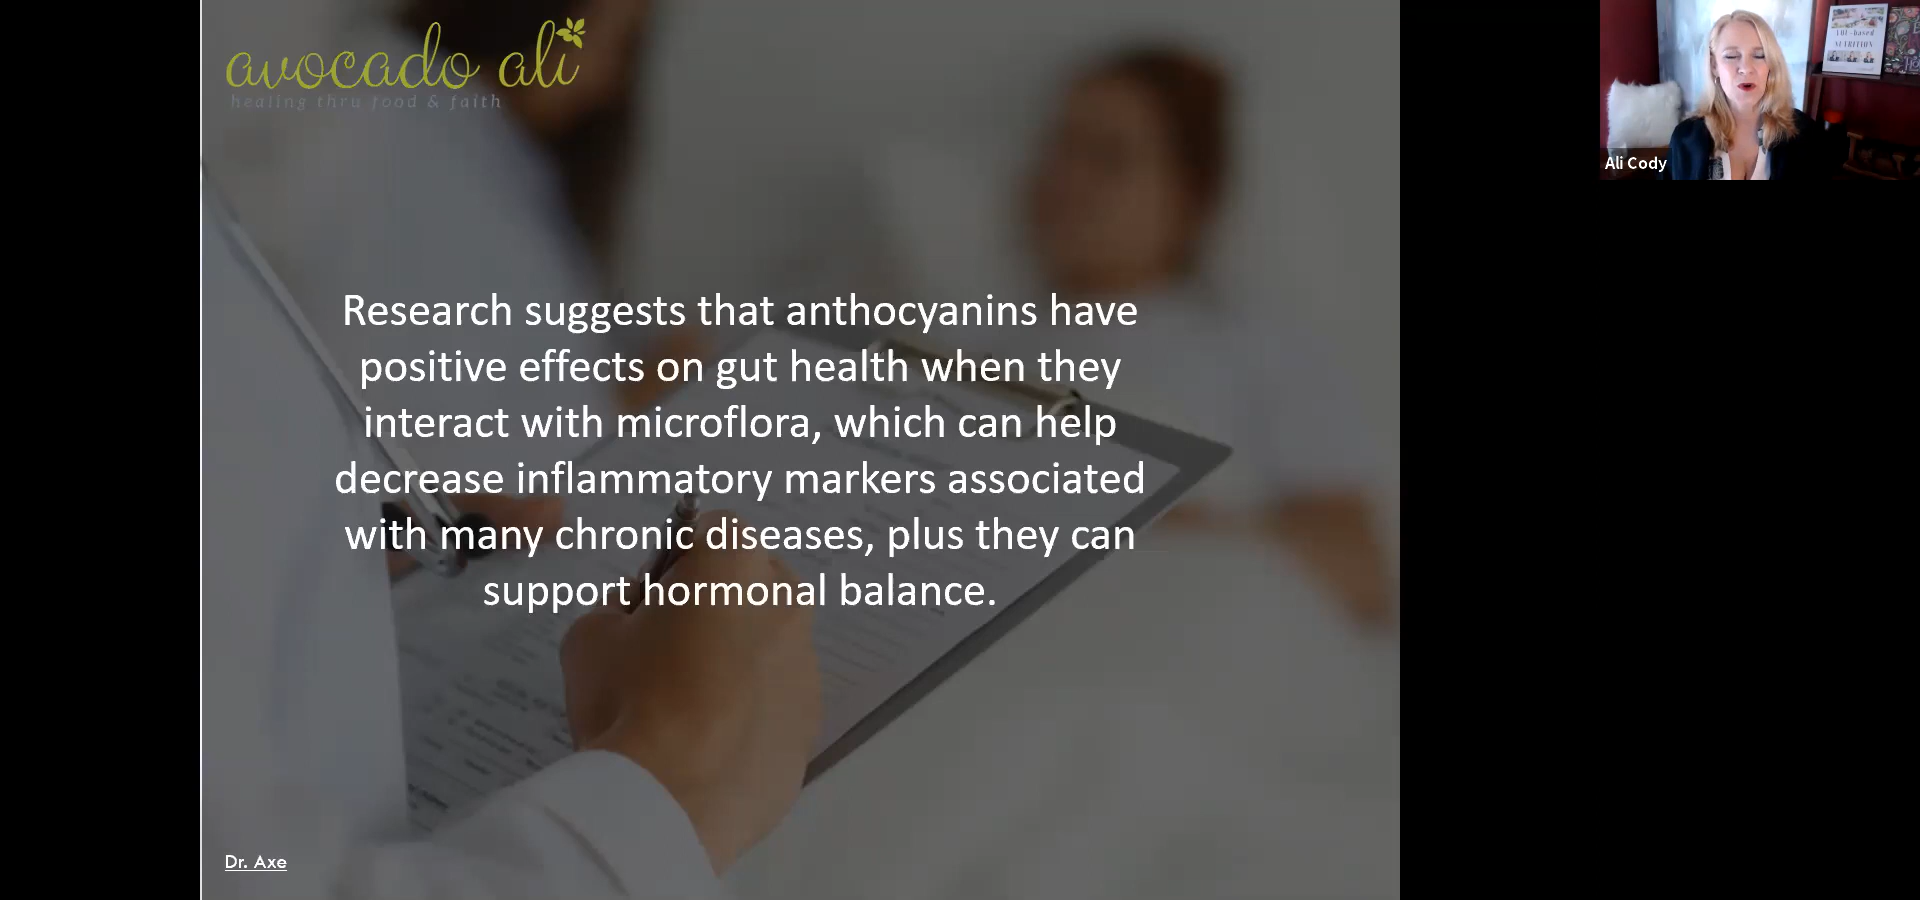 avocado ali
healing thru food & faith
Ali Cody
Research suggests that anthocyanins have
positive effects on gut health when they
interact with microflora, which can help
decrease inflammatory markers associated
with many chronic diseases, plus they can
support hormonal balance.
Dr. Axe